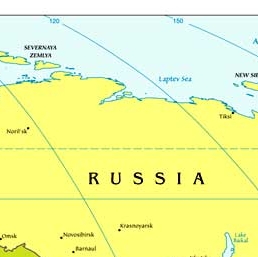 120
150
SEVERNAYA
ZEMLYA
Laptev Sea
NEW SIB
Tiksi
Noril'sk
RUSSIA
Krasnoyarsk
Novosibirsk
Omsk
Barnaul
Lake
Baikal